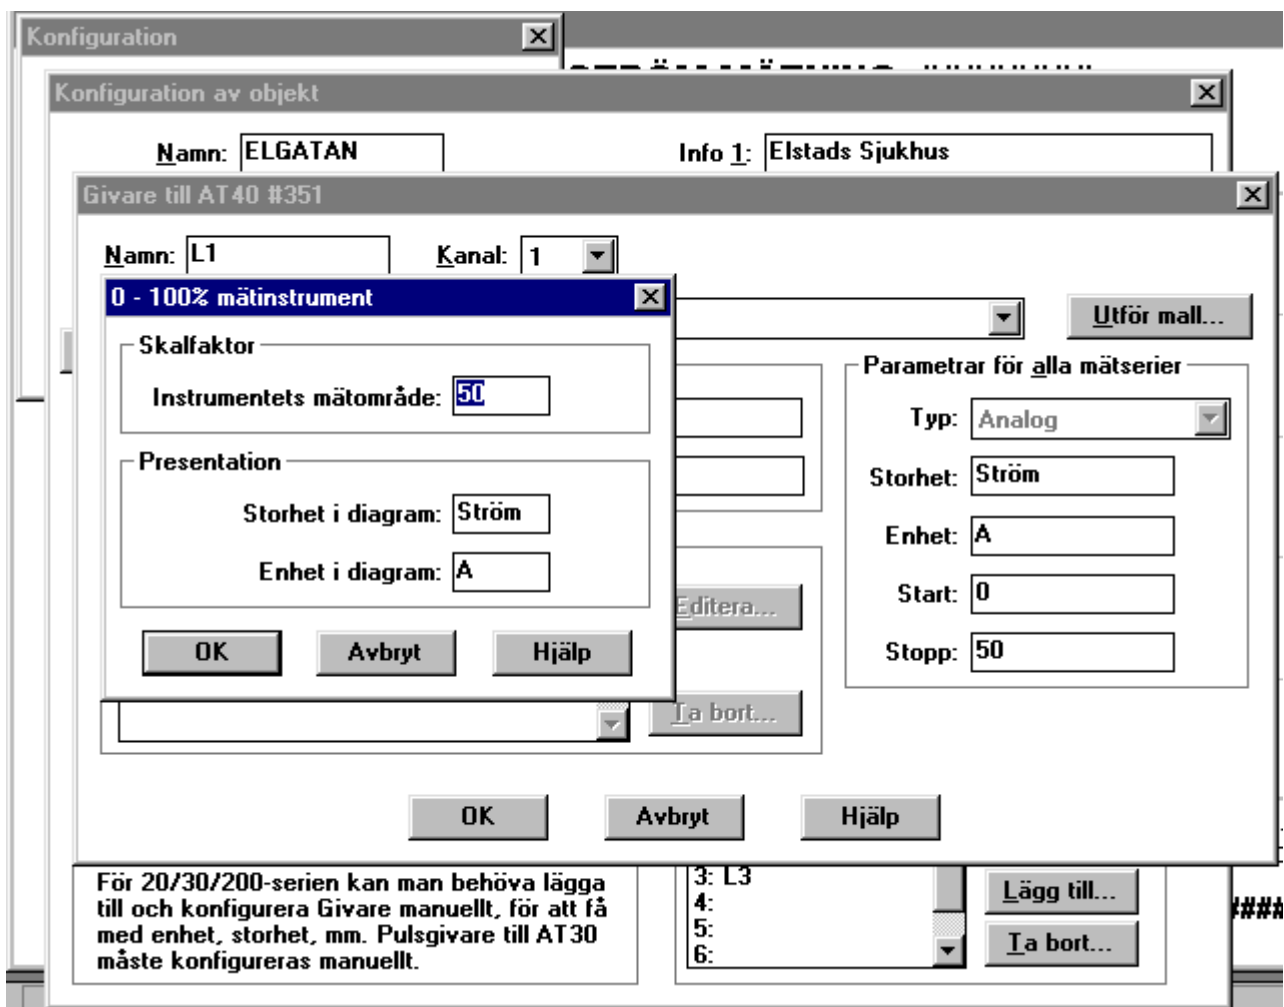 Konfiguration
Konfiguration av objekt
Namn: ELGATAN
Info 1: Elstads Sjukhus
Givare till AT40 #351
Namn: L1
Kanal: 1
0 - 100% mätinstrument
Utför mall...
Skalfaktor
Instrumentets mätområde: 50
Presentation
Storhet i diagram: Ström
Enhet i diagram: A
OK
Avbryt
Hjälp
Parametrar för alla mätserier
Typ: Analog
Storhet: Ström
Enhet: A
Start: 0
Stopp: 50
Editera...
Ta bort...
OK
Avbryt
Hjälp
För 20/30/200-serien kan man behöva lägga
till och konfigurera Givare manuellt, för att få
med enhet, storhet, mm. Pulsgivare till AT30
måste konfigureras manuellt.
3: L3
4:
5:
6:
Lägg till...
Ta bort...
####